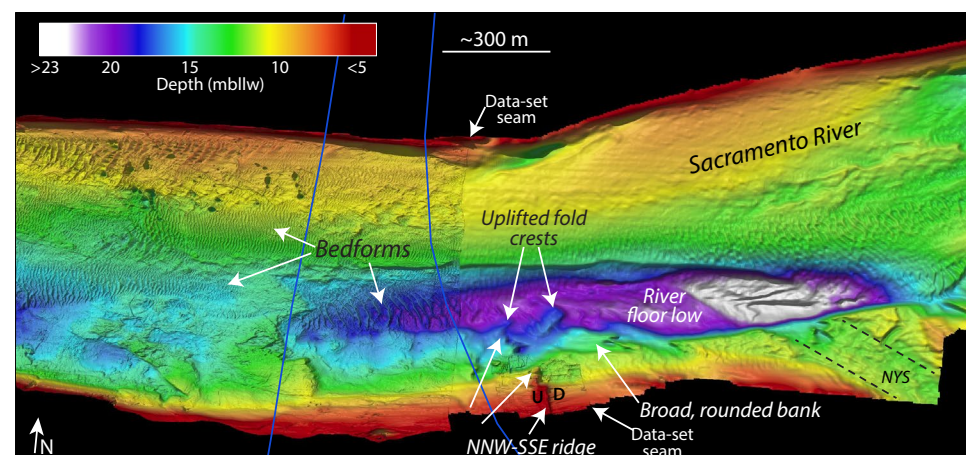 ~300 m
>23
20
15
10
<5
Depth (mbllw)
Data-set
seam
Sacramento River
Uplifted fold
crests
Bedforms
River
floor low
NYS
U
D
Broad, rounded bank
NNW-SSE ridge
Data-set
seam
N